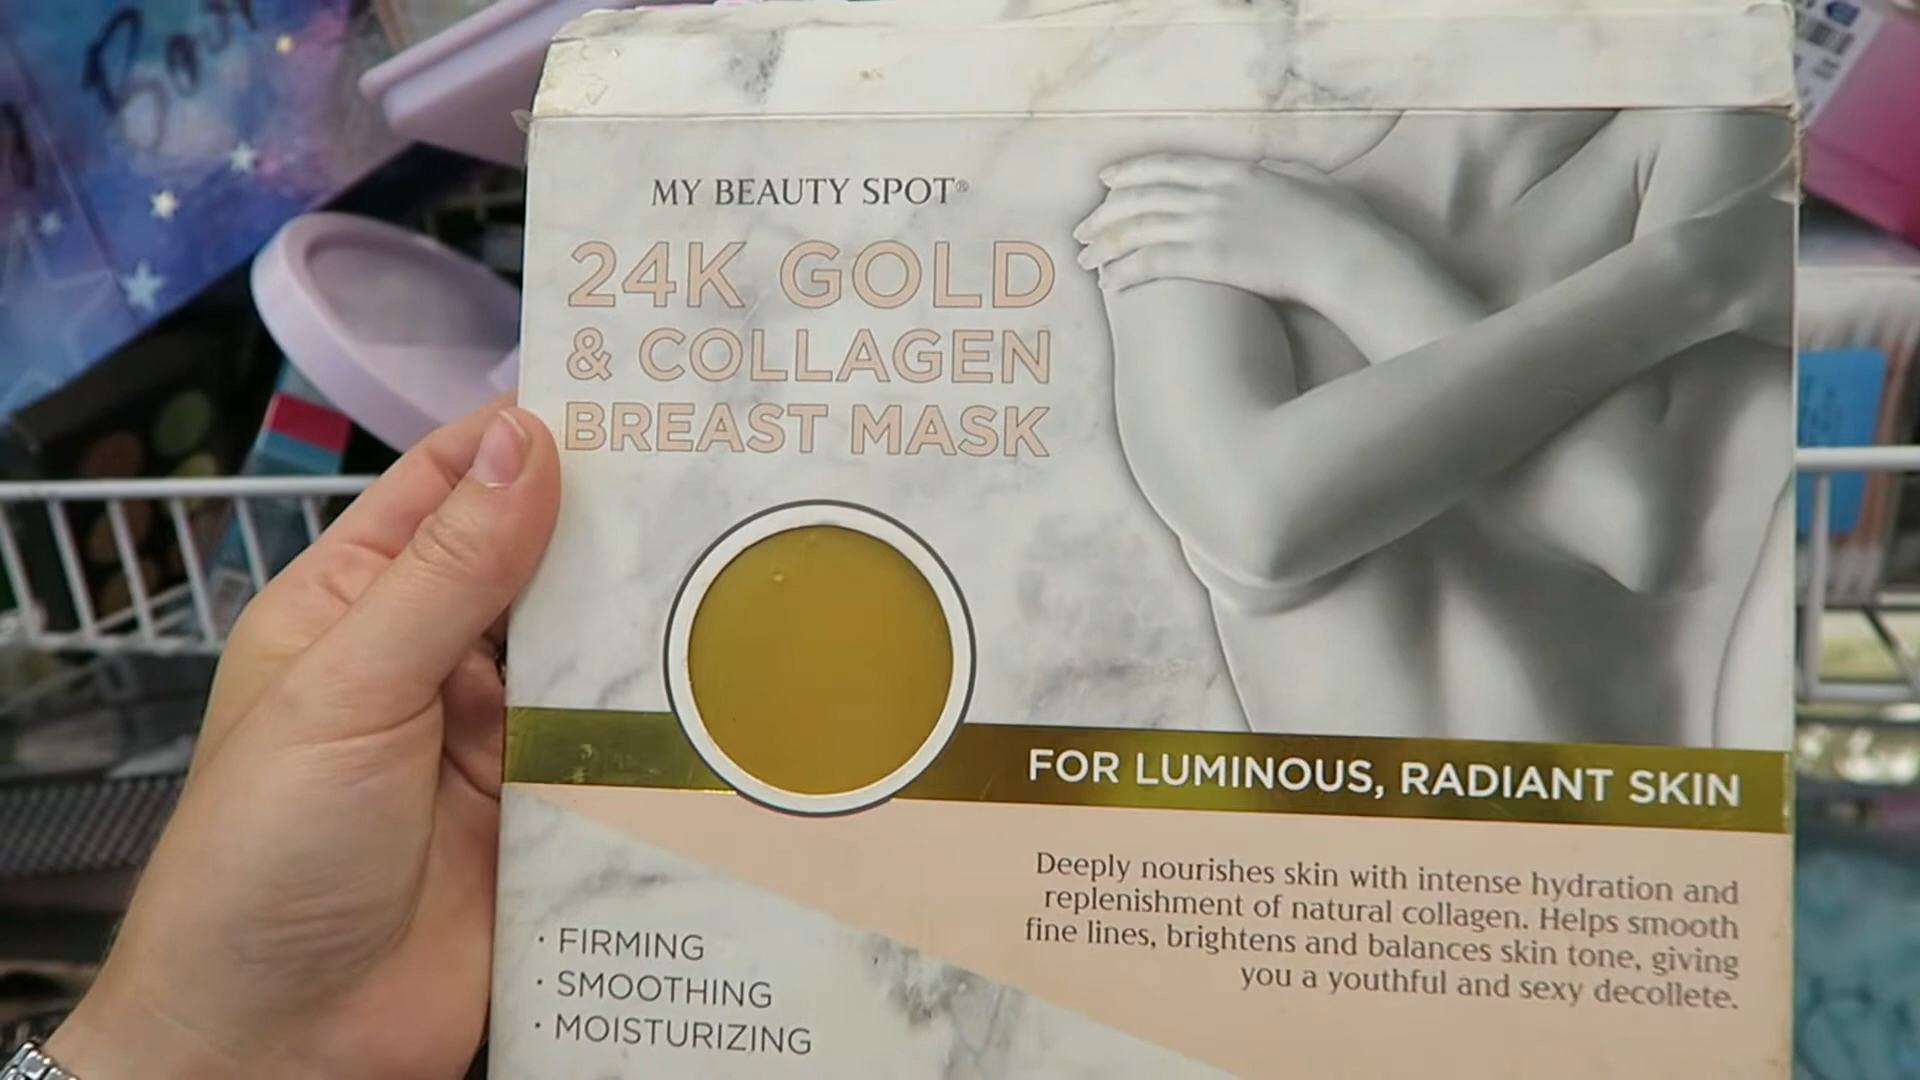 MY BEAUTY SPOT®
24K GOLD
& COLLAGEN
BREAST MASK
FOR LUMINOUS, RADIANT SKIN
Deeply nourishes skin with intense hydration and
replenishment of natural collagen. Helps smooth
fine lines, brightens and balances skin tone, giving
you a youthful and sexy decollete.
· FIRMING
· SMOOTHING
· MOISTURIZING